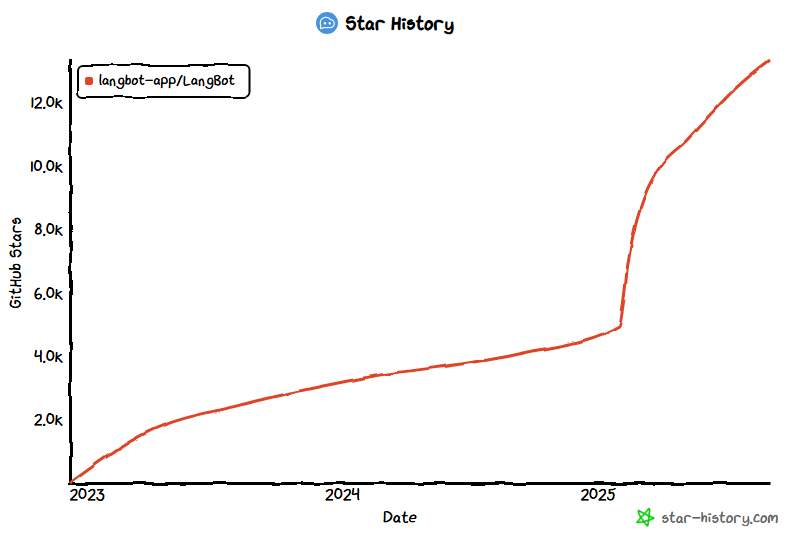 Star History
langbot-app/LangBot
12.0k
10.0k
8.0k
6.0k
4.0k
2.0k
GitHub Stars
2023
2024
2025
Date
star-history.com